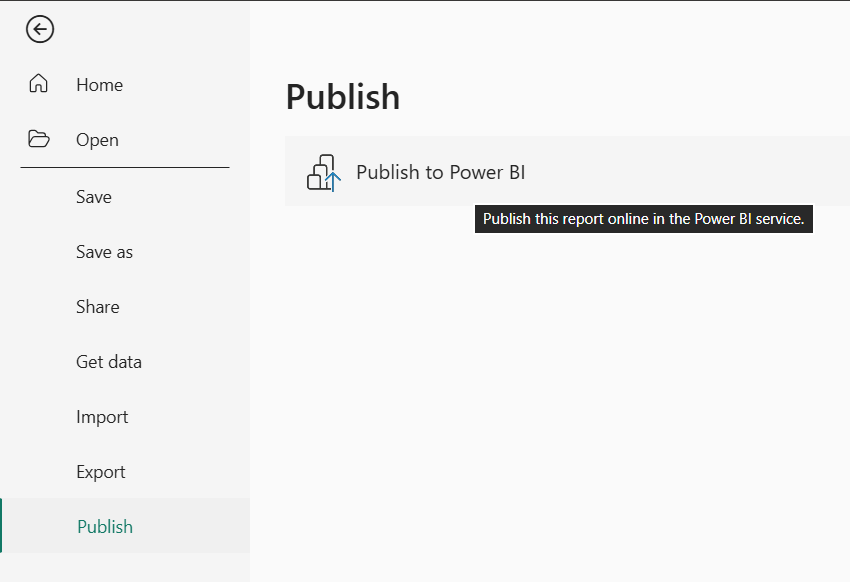 Home
Open
Save
Save as
Share
Get data
Import
Export
Publish
Publish
Publish to Power BI
Publish this report online in the Power BI service.